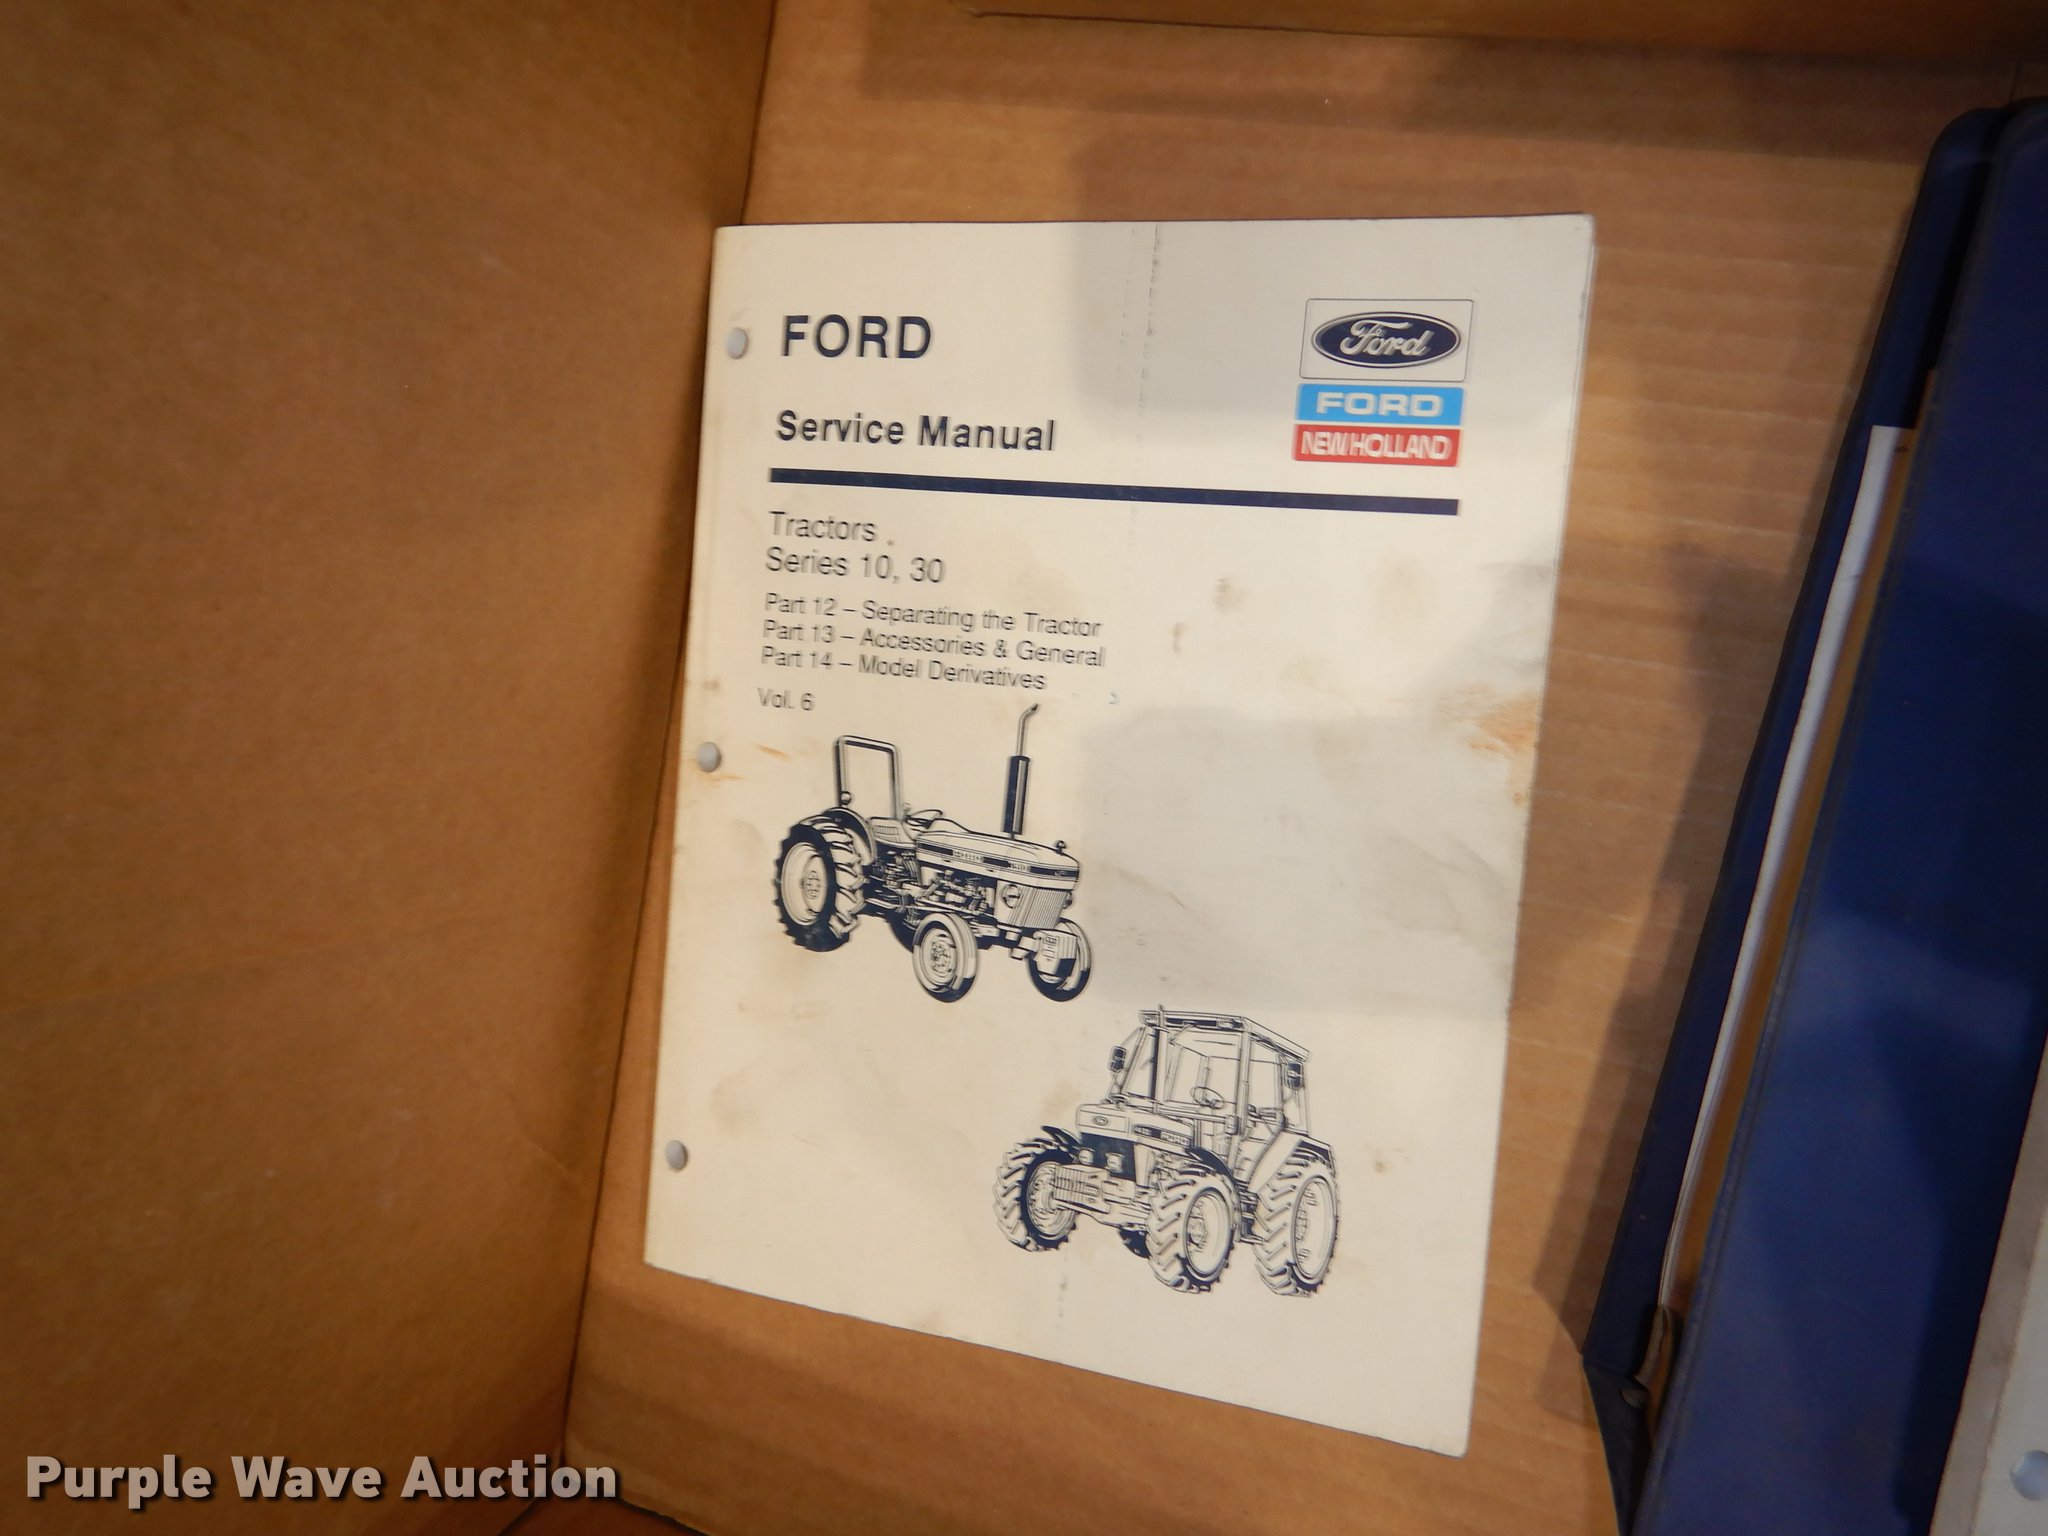 FORD
Service Manual
Ford
FORD
NEW HOLLAND
Tractors
Series 10, 30
Part 12 – Separating the Tractor
Part 13 – Accessories & General
Part 14 – Model Derivatives
Vol. 6
FORD
FORD
Purple Wave Auction